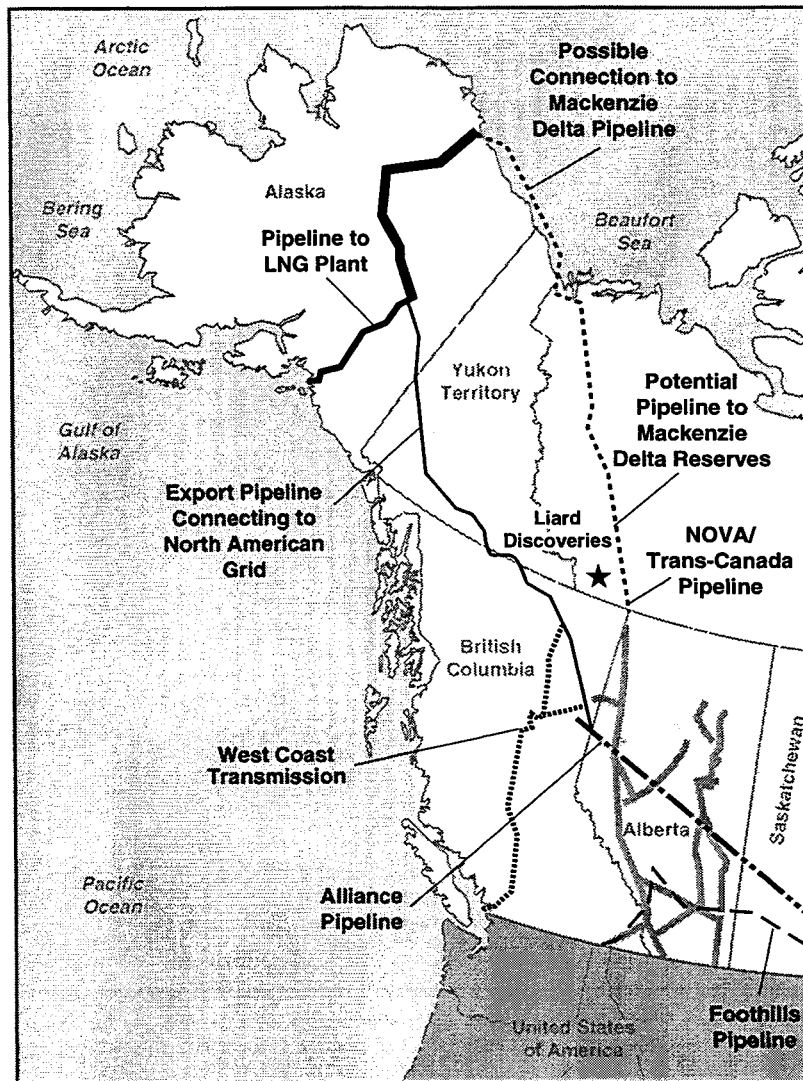 Arctic
Ocean
Possible
Connection to
Mackenzie
Delta Pipeline
Alaska
Bering
Sea
Beaufort
Sea
Pipeline to
LNG Plant
Yukon
Territory
Potential
Pipeline to
Mackenzie
Delta Reserves
Gulf of
Alaska
Export Pipeline
Connecting to
North American
Grid
Liard
Discoveries
NOVA/
Trans-Canada
Pipeline
British
Columbia
West Coast
Transmission
Saskatchewan
Alberta
Pacific
Ocean
Alliance
Pipeline
United States
of America
Foothills
Pipeline